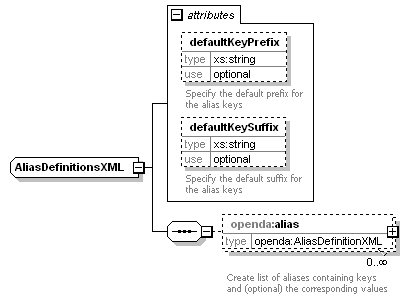 attributes
defaultKeyPrefix
type xs:string
use optional
Specify the default prefix for
the alias keys
defaultKeySuffix
type xs:string
use optional
Specify the default suffix for
the alias keys
AliasDefinitionsXML
openda:alias
type openda:AliasDefinitionXML
0..∞
Create list of aliases containing keys
and (optional) the corresponding values